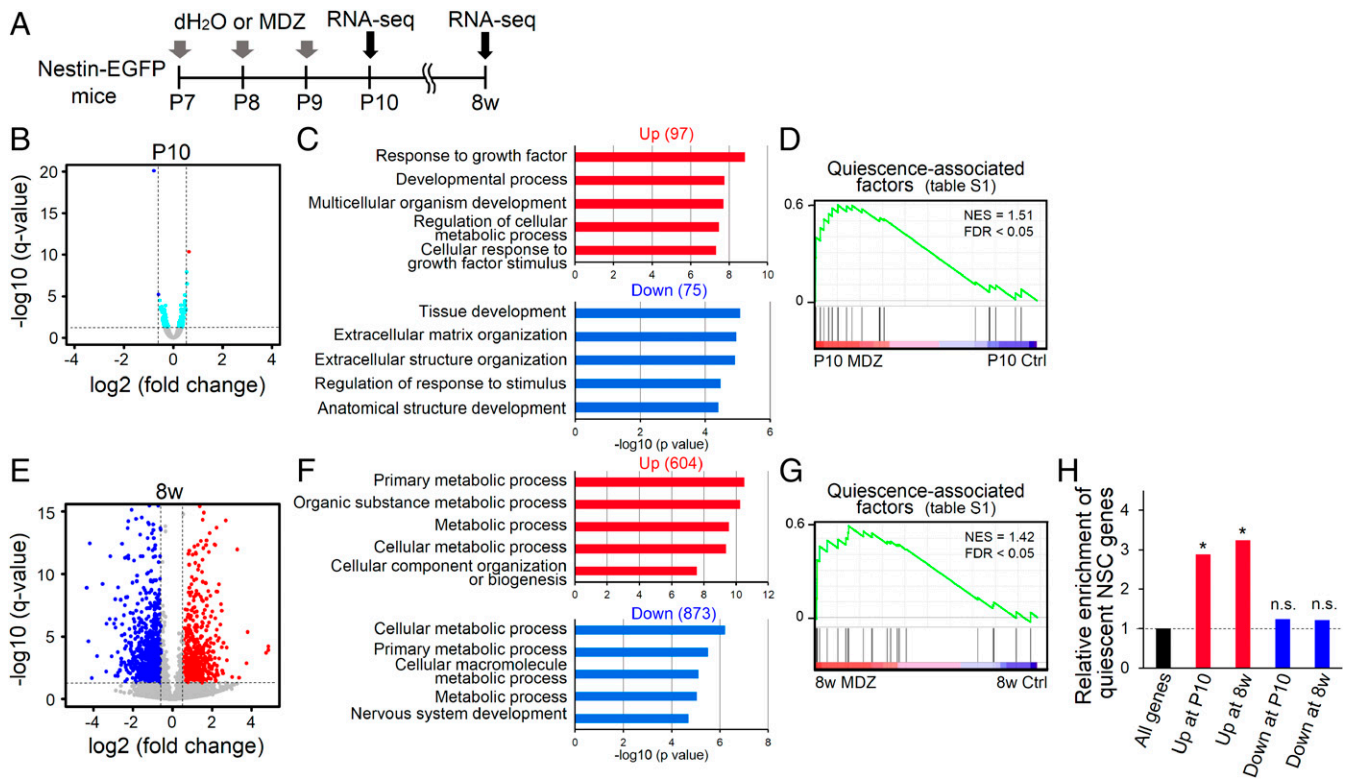 A
dH₂O or MDZ
RNA-seq
RNA-seq
Nestin-EGFP
mice
P7
P8
P9
P10
8w
B
P10
-log10 (q-value)
20
15
10
5
0
-4
-2
0
2
4
log2 (fold change)
C
Up (97)
Response to growth factor
Developmental process
Multicellular organism development
Regulation of cellular
metabolic process
Cellular response to
growth factor stimulus
0
2
4
6
8
10
Down (75)
Tissue development
Extracellular matrix organization
Extracellular structure organization
Regulation of response to stimulus
Anatomical structure development
0
2
4
6
-log10 (p value)
D
Quiescence-associated
factors (table S1)
0.6
NES = 1.51
FDR < 0.05
0
P10 MDZ
P10 Ctrl
E
8w
-log10 (q-value)
15
10
5
0
-4
-2
0
2
4
log2 (fold change)
F
Up (604)
Primary metabolic process
Organic substance metabolic process
Metabolic process
Cellular metabolic process
Cellular component organization
or biogenesis
0
2
4
6
8
10
12
Down (873)
Cellular metabolic process
Primary metabolic process
Cellular macromolecule
metabolic process
Metabolic process
Nervous system development
0
2
4
6
8
-log10 (p value)
G
Quiescence-associated
factors (table S1)
0.6
NES = 1.42
FDR < 0.05
0
8w MDZ
8w Ctrl
H
Relative enrichment of
quiescent NSC genes
4
3
2
1
0
*
*
n.s.
n.s.
All genes
Up at P10
Up at 8w
Down at P10
Down at 8w